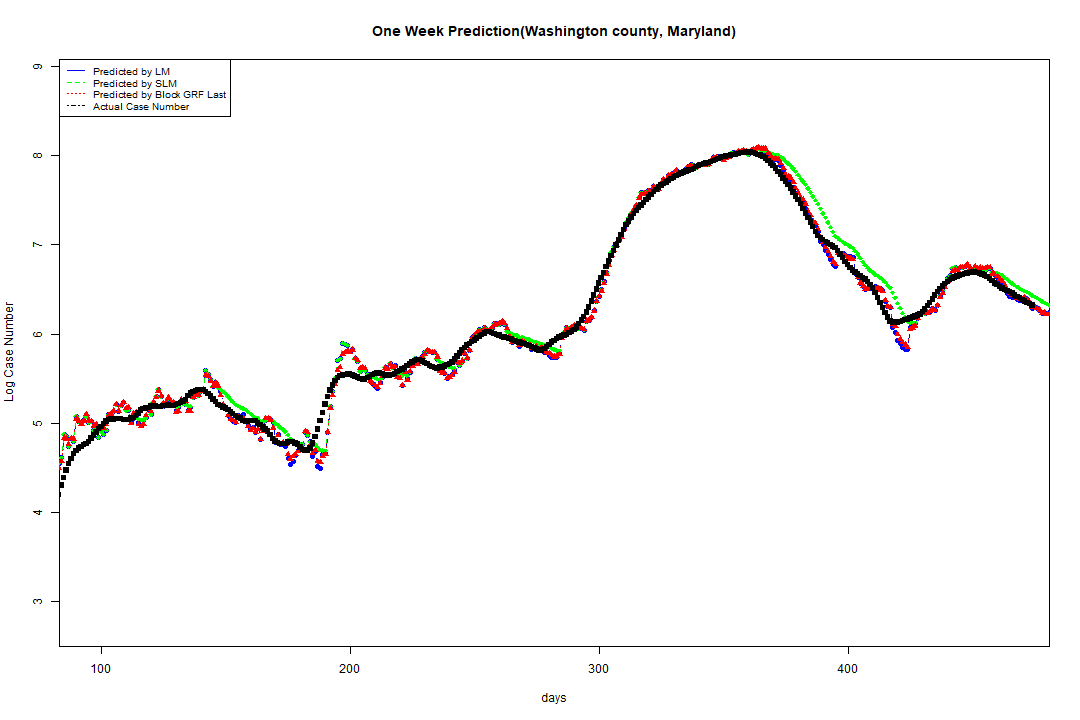 One Week Prediction(Washington county, Maryland)
Predicted by LM
Predicted by SLM
Predicted by Block GRF Last
Actual Case Number
9
8
7
6
5
4
3
Log Case Number
100 200 300 400
days